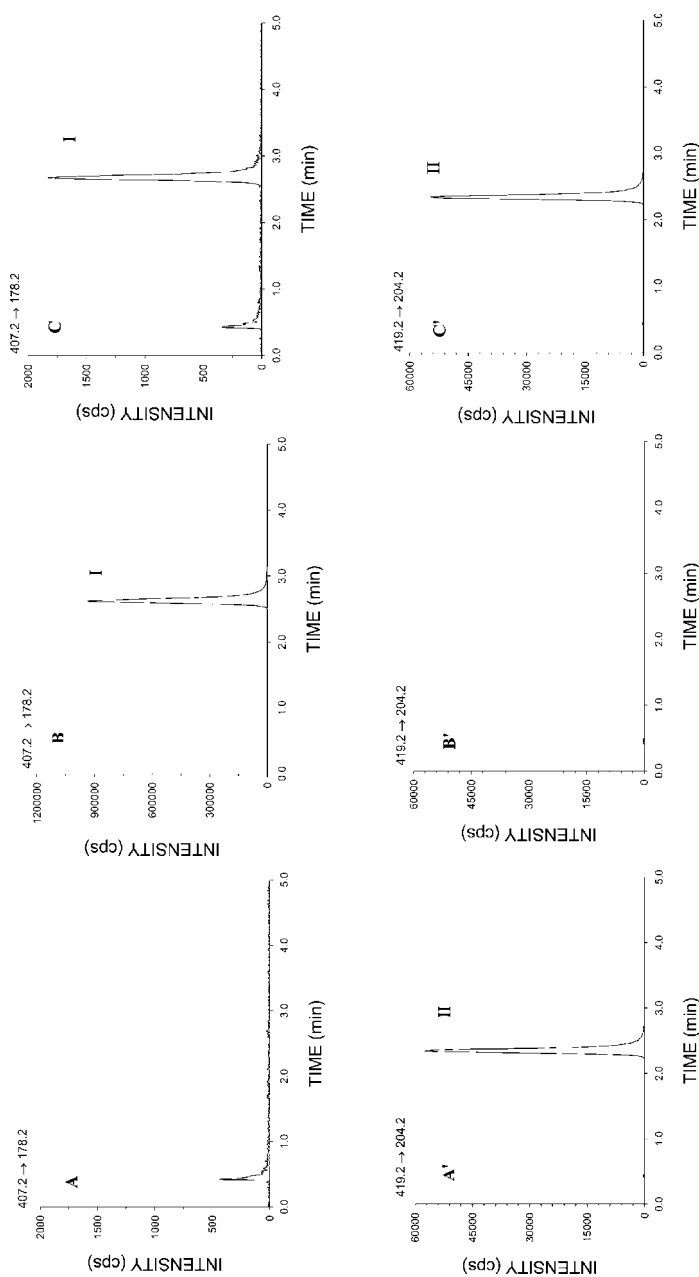 407.2 → 178.2
A
INTENSITY (cps)
2000
1500
1000
500
0
0.0 1.0 2.0 3.0 4.0 5.0
TIME (min)
407.2 > 178.2
B
I
INTENSITY (cps)
1200000
900000
600000
300000
0
0.0 1.0 2.0 3.0 4.0 5.0
TIME (min)
407.2 → 178.2
C
I
INTENSITY (cps)
2000
1500
1000
500
0
0.0 1.0 2.0 3.0 4.0 5.0
TIME (min)
419.2 → 204.2
A'
II
INTENSITY (cps)
60000
45000
30000
15000
0
0.0 1.0 2.0 3.0 4.0 5.0
TIME (min)
419.2 → 204.2
B'
INTENSITY (cps)
60000
45000
30000
15000
0
0.0 1.0 2.0 3.0 4.0 5.0
TIME (min)
419.2 → 204.2
C'
II
INTENSITY (cps)
60000
45000
30000
15000
0
0.0 1.0 2.0 3.0 4.0 5.0
TIME (min)